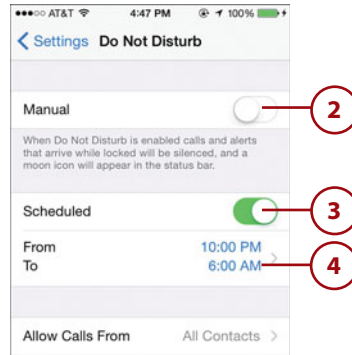 AT&T 4:47 PM 100%
Settings Do Not Disturb
Manual
2
When Do Not Disturb is enabled calls and alerts
that arrive while locked will be silenced, and a
moon icon will appear in the status bar.
Scheduled
3
From 10:00 PM
To 6:00 AM
4
Allow Calls From All Contacts